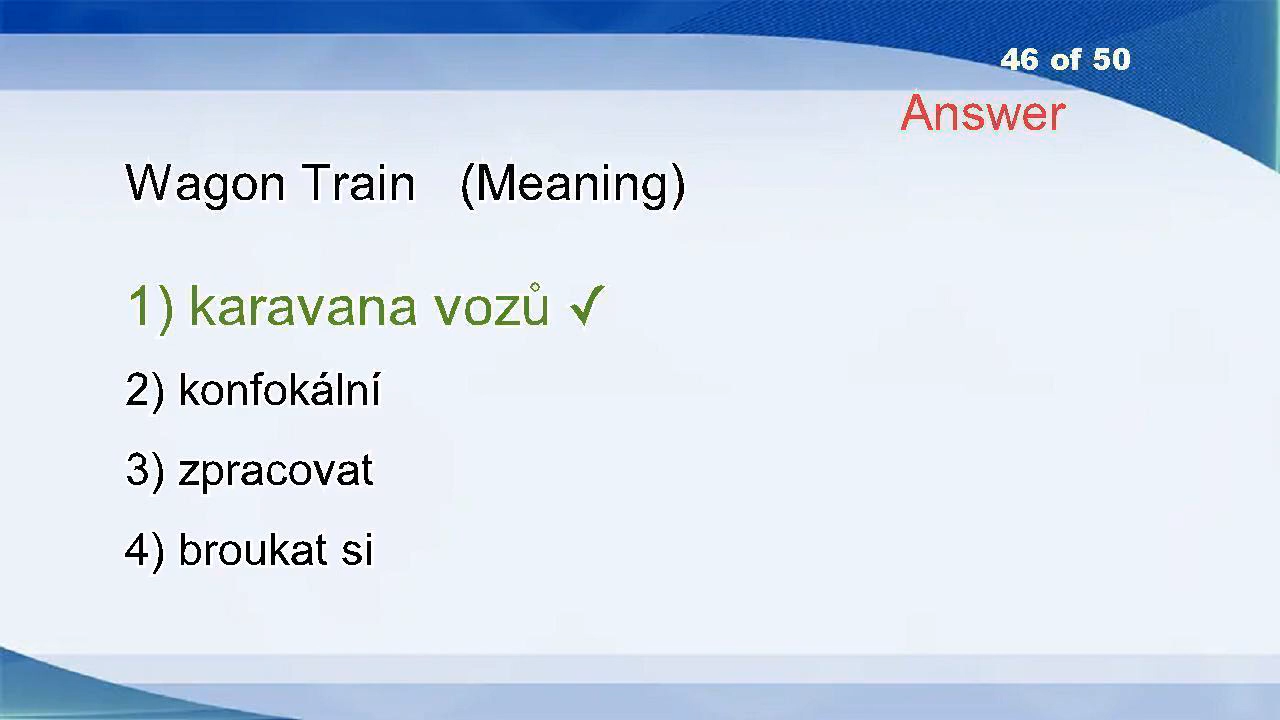 46 of 50
Answer
Wagon Train (Meaning)
1) karavana vozů ✓
2) konfokální
3) zpracovat
4) broukat si